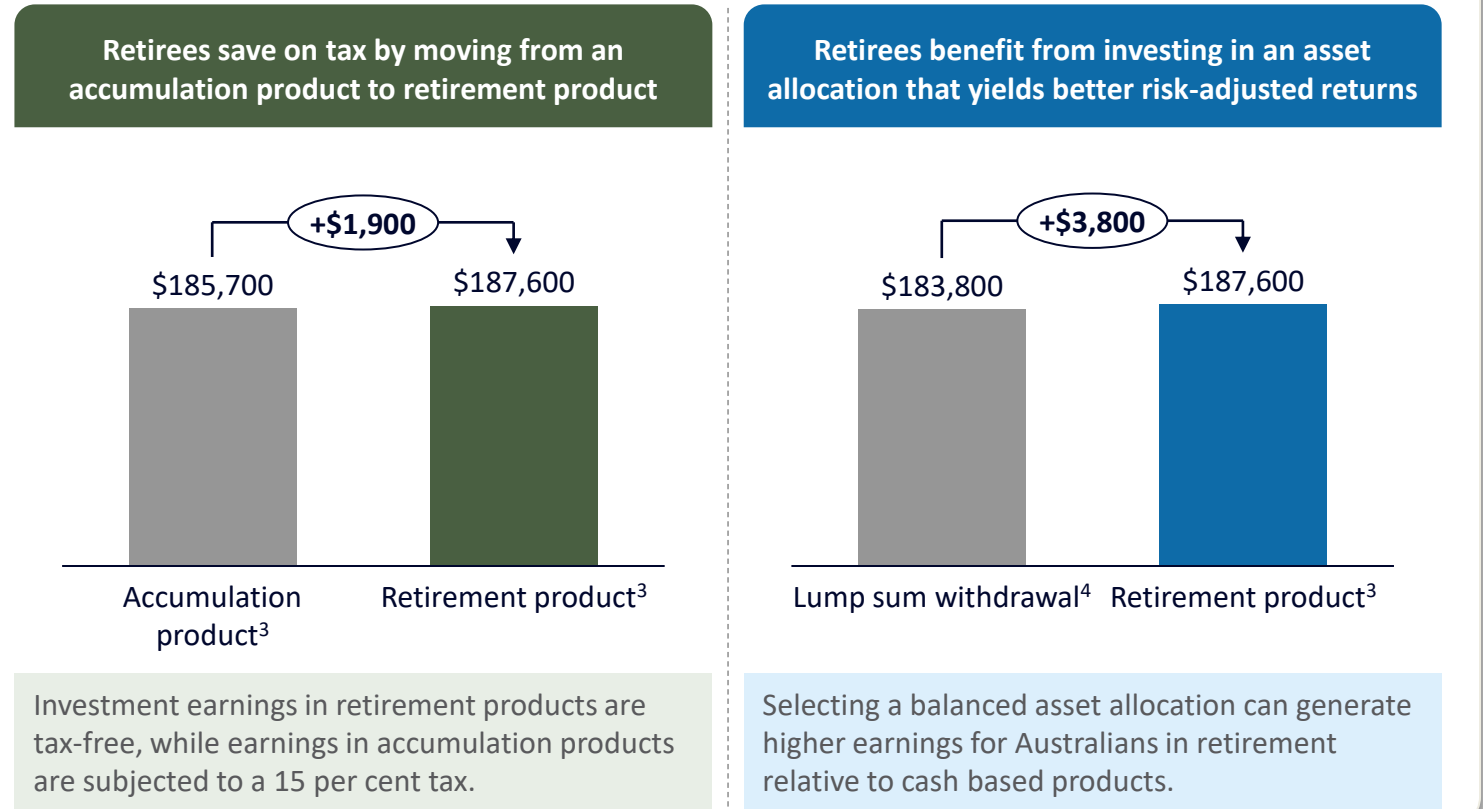 Retirees save on tax by moving from an
accumulation product to retirement product
+$1,900
$185,700
$187,600
Accumulation
product³
Retirement product³
Investment earnings in retirement products are
tax-free, while earnings in accumulation products
are subjected to a 15 per cent tax.
Retirees benefit from investing in an asset
allocation that yields better risk-adjusted returns
+$3,800
$183,800
$187,600
Lump sum withdrawal⁴
Retirement product³
Selecting a balanced asset allocation can generate
higher earnings for Australians in retirement
relative to cash based products.